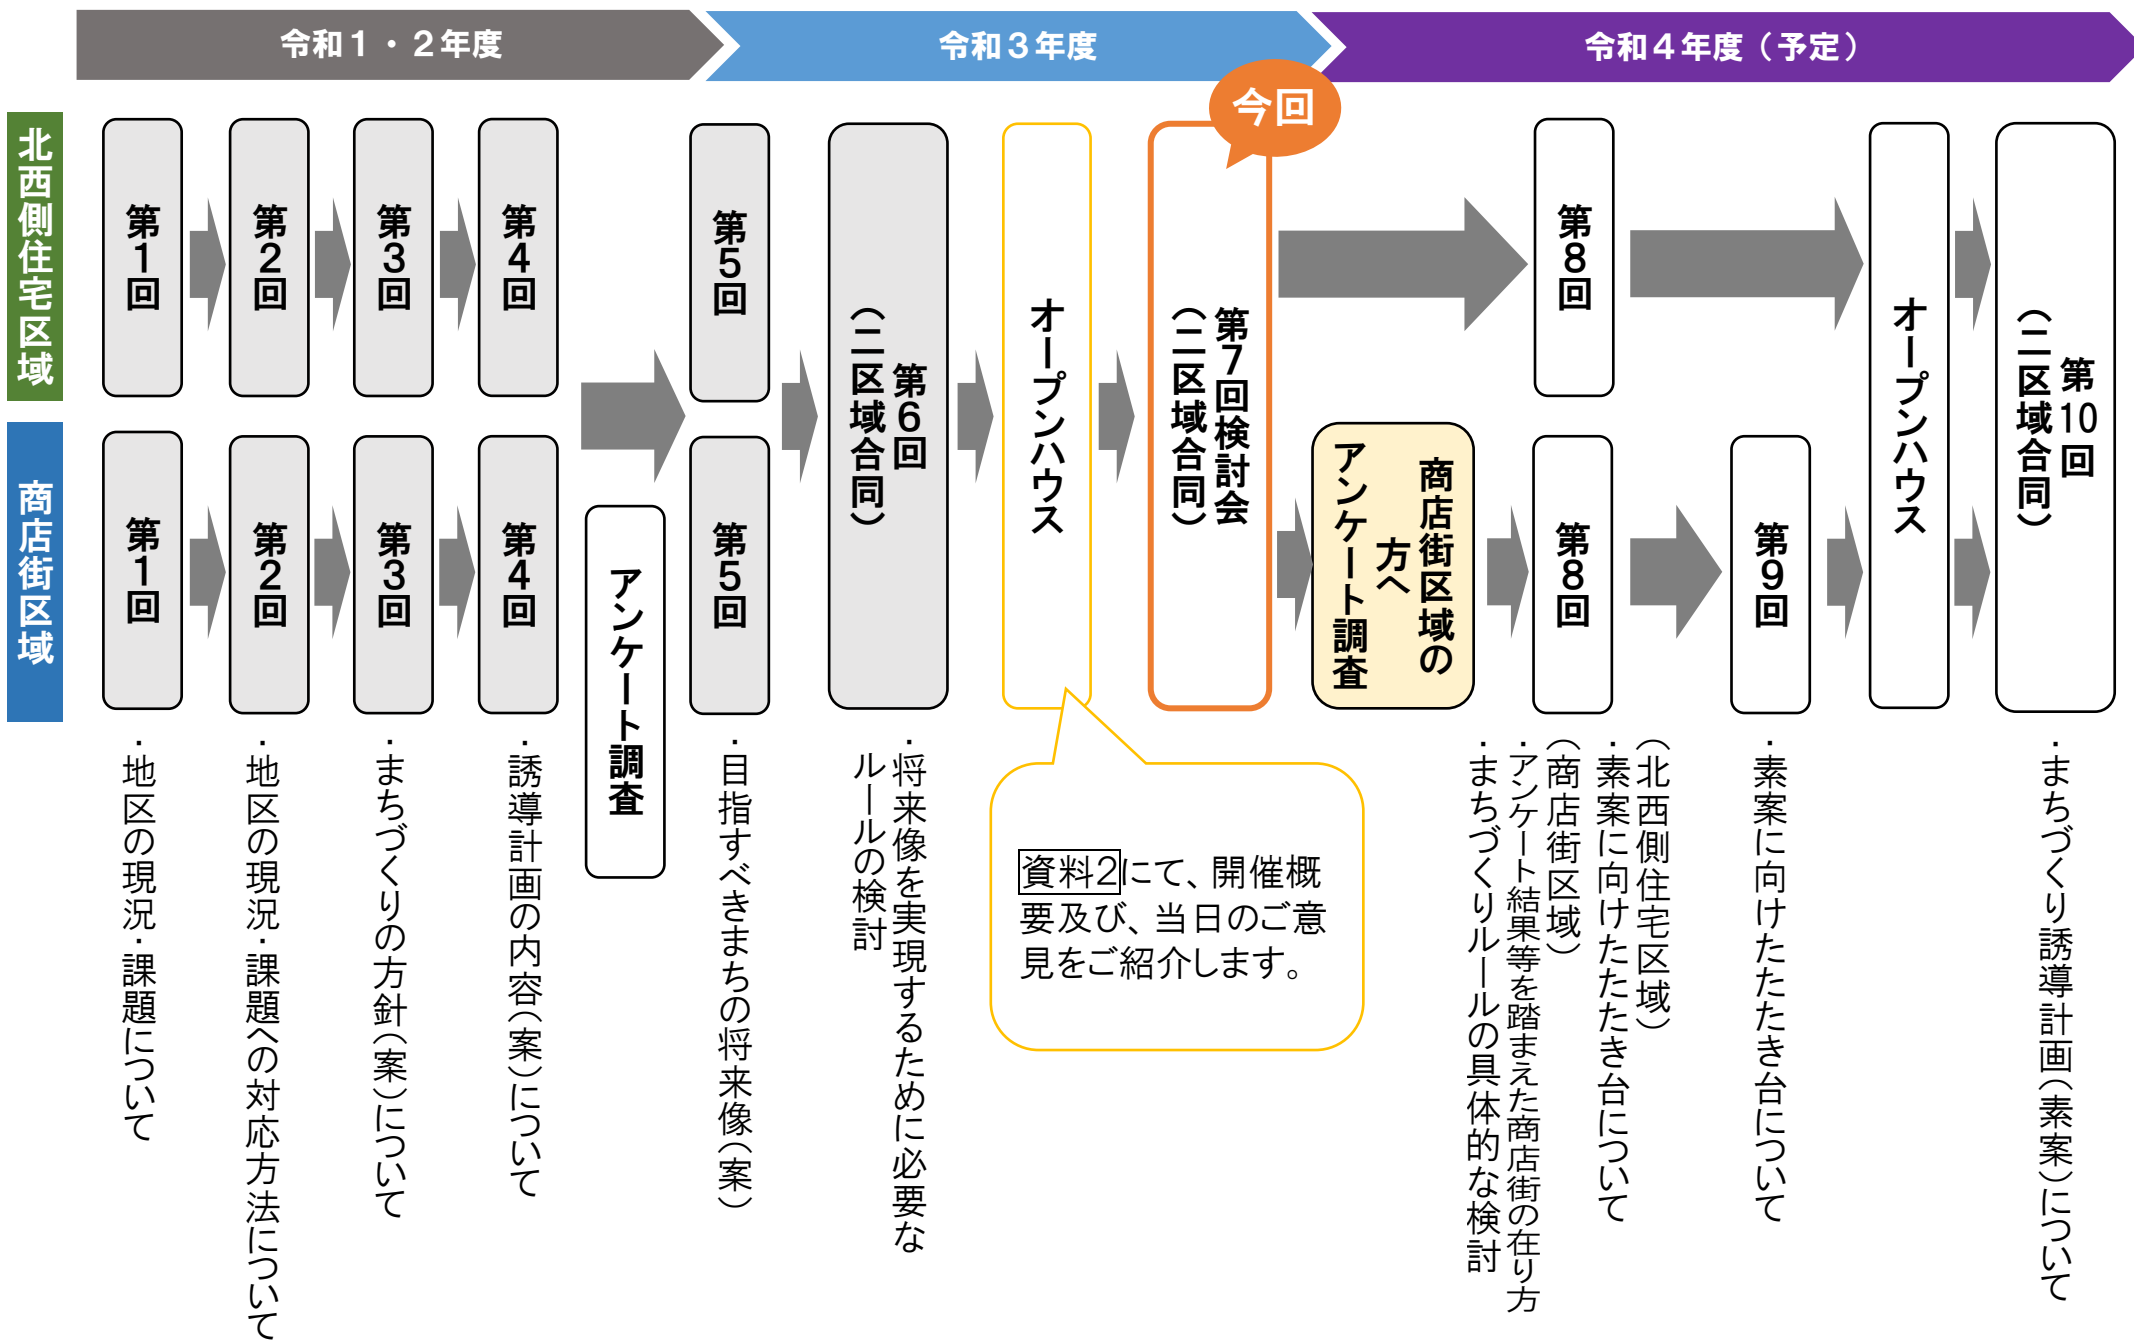 令和1・2年度
令和3年度
令和4年度(予定)
今回
北西側住宅区域
第1回
第2回
第3回
第4回
第5回
第8回
商店街区域
第1回
第2回
第3回
第4回
アンケート調査
第5回
第6回
(二区域合同)
オープンハウス
第7回検討会
(二区域合同)
商店街区域の
方へ
アンケート調査
第8回
第9回
オープンハウス
第10回
(二区域合同)
・地区の現況・課題について
・地区の現況・課題への対応方法について
・まちづくりの方針(案)について
・誘導計画の内容(案)について
・目指すべきまちの将来像(案)
・将来像を実現するために必要な
ルールの検討
資料2にて、開催概
要及び、当日のご意
見をご紹介します。
(北西側住宅区域)
・素案に向けたたたき台について
(商店街区域)
・アンケート結果等を踏まえた商店街の在り方
・まちづくりルールの具体的な検討
・素案に向けたたたき台について
・まちづくり誘導計画(素案)について